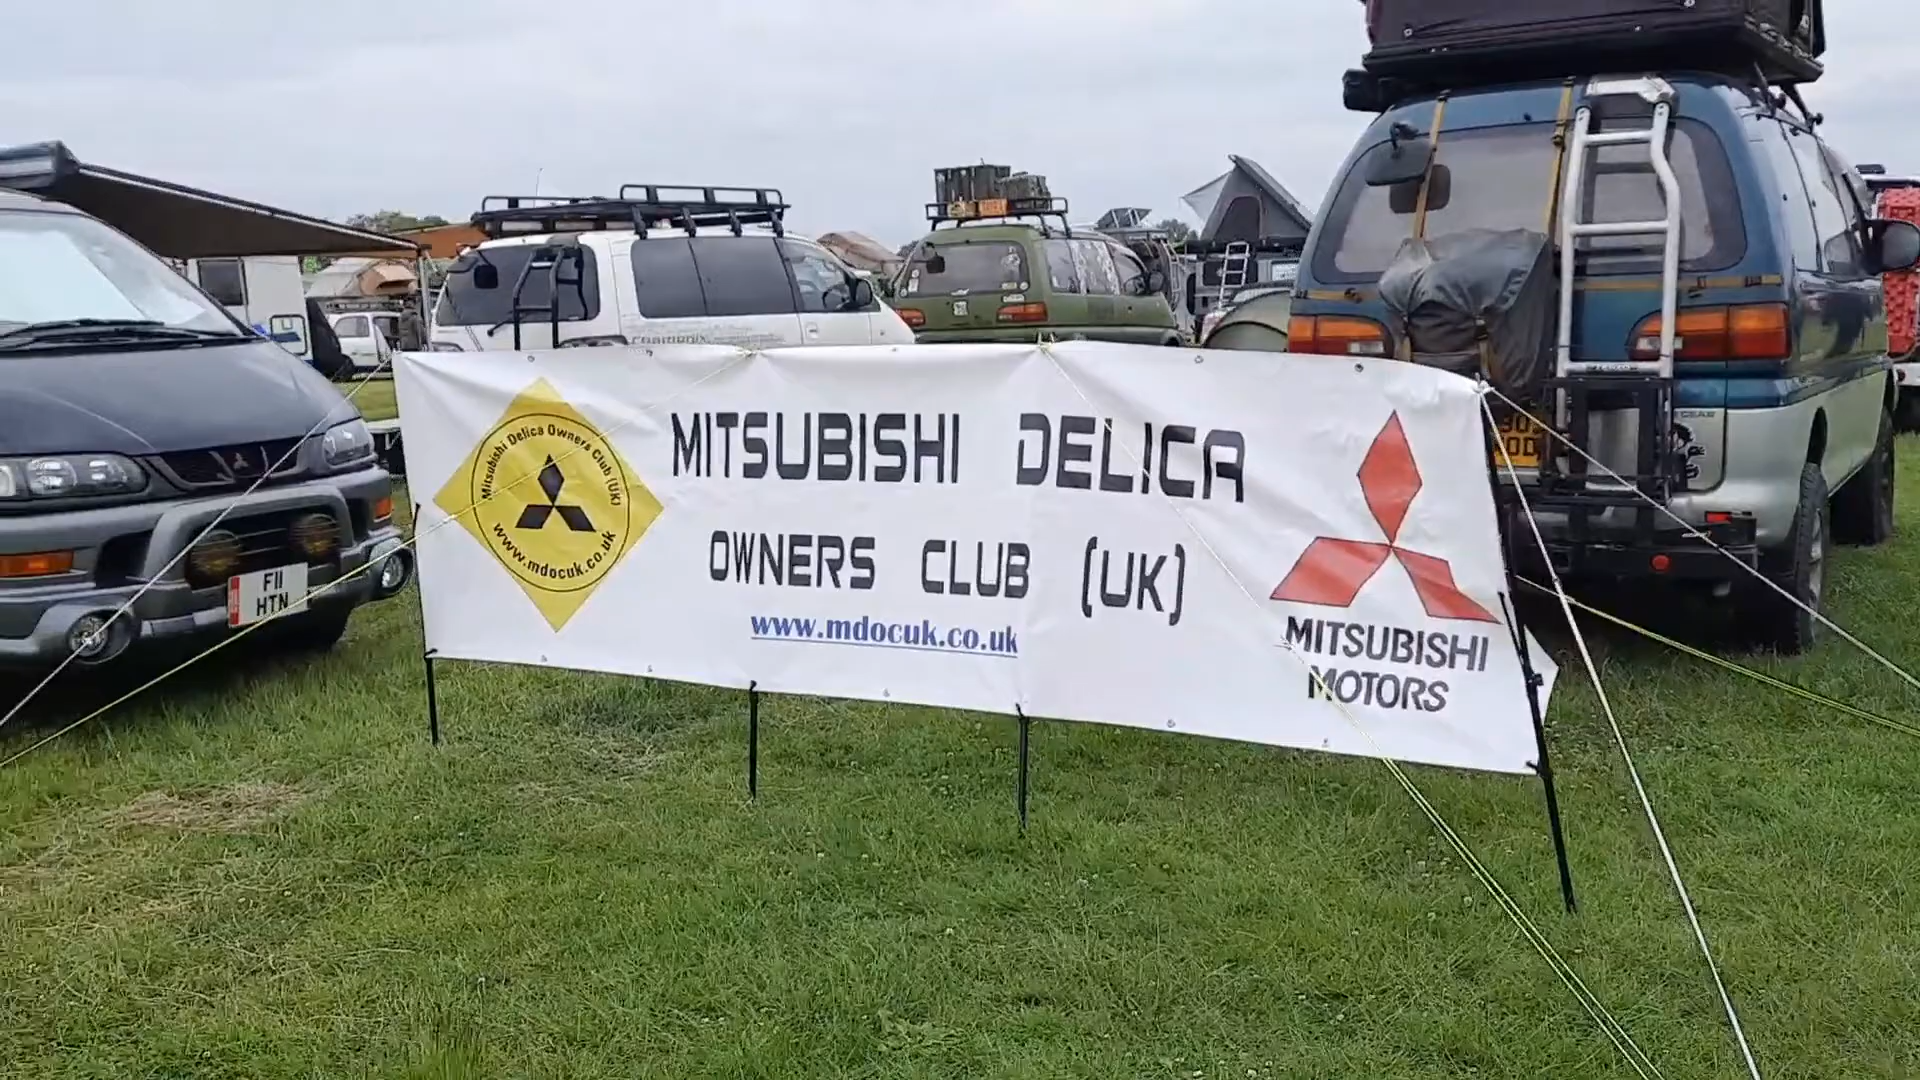 Mitsubishi Delica Owners Club (UK)
www.mdocuk.co.uk
MITSUBISHI DELICA
OWNERS CLUB (UK)
www.mdocuk.co.uk
MITSUBISHI
MOTORS
F11
HTN